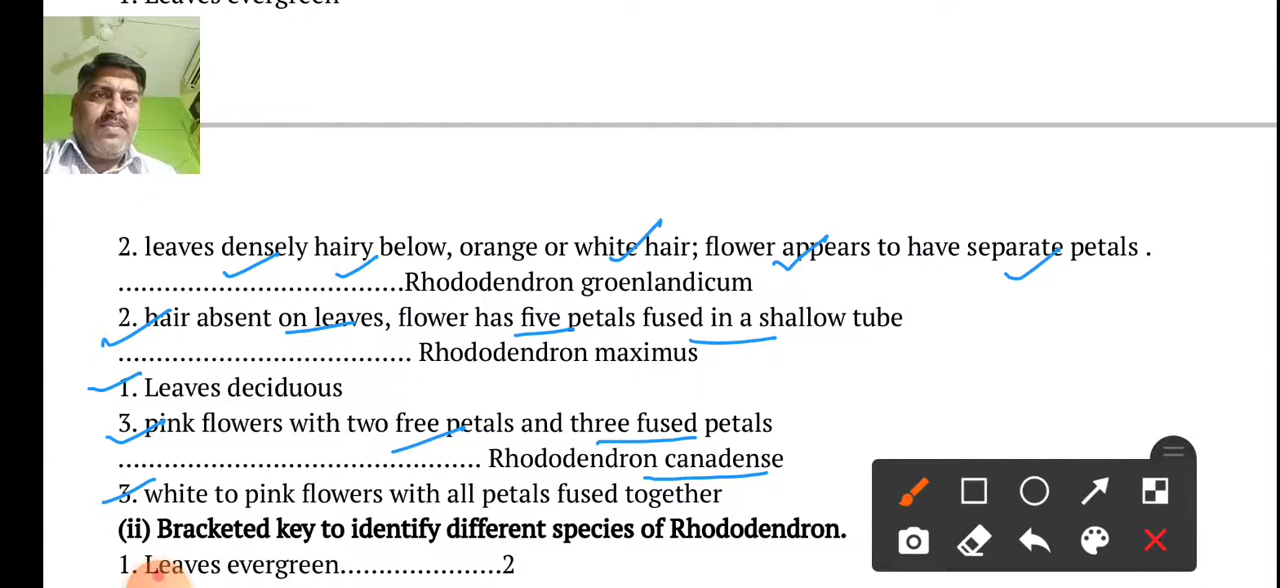 1. Leaves evergreen
2. leaves densely hairy below, orange or white hair; flower appears to have separate petals .
......................................Rhododendron groenlandicum
2. hair absent on leaves, flower has five petals fused in a shallow tube
....................................... Rhododendron maximus
1. Leaves deciduous
3. pink flowers with two free petals and three fused petals
................................................ Rhododendron canadense
3. white to pink flowers with all petals fused together
(ii) Bracketed key to identify different species of Rhododendron.
1. Leaves evergreen.....................2